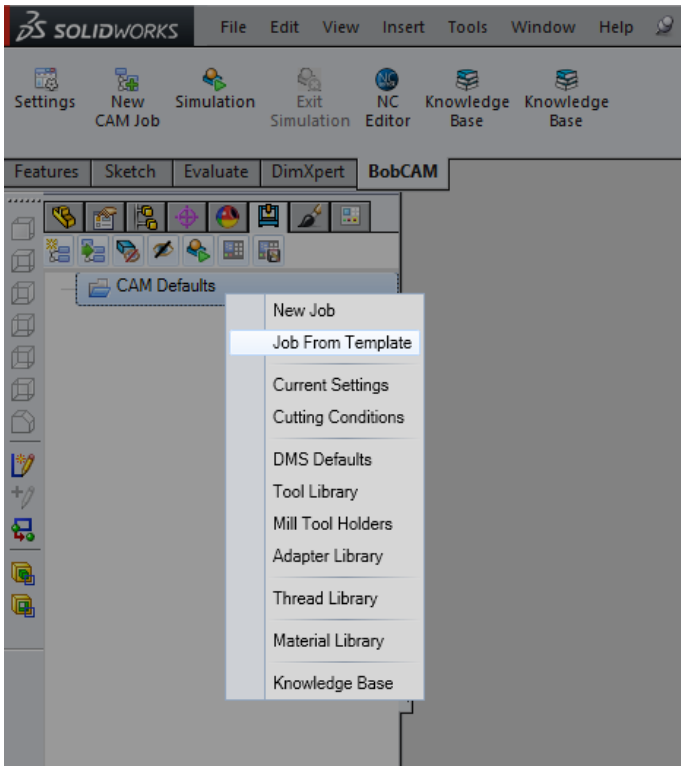 SOLIDWORKS File Edit View Insert Tools Window Help
Settings New CAM Job Simulation Exit Simulation NC Editor Knowledge Base Knowledge Base
Features Sketch Evaluate DimXpert BobCAM
CAM Defaults
New Job
Job From Template
Current Settings
Cutting Conditions
DMS Defaults
Tool Library
Mill Tool Holders
Adapter Library
Thread Library
Material Library
Knowledge Base